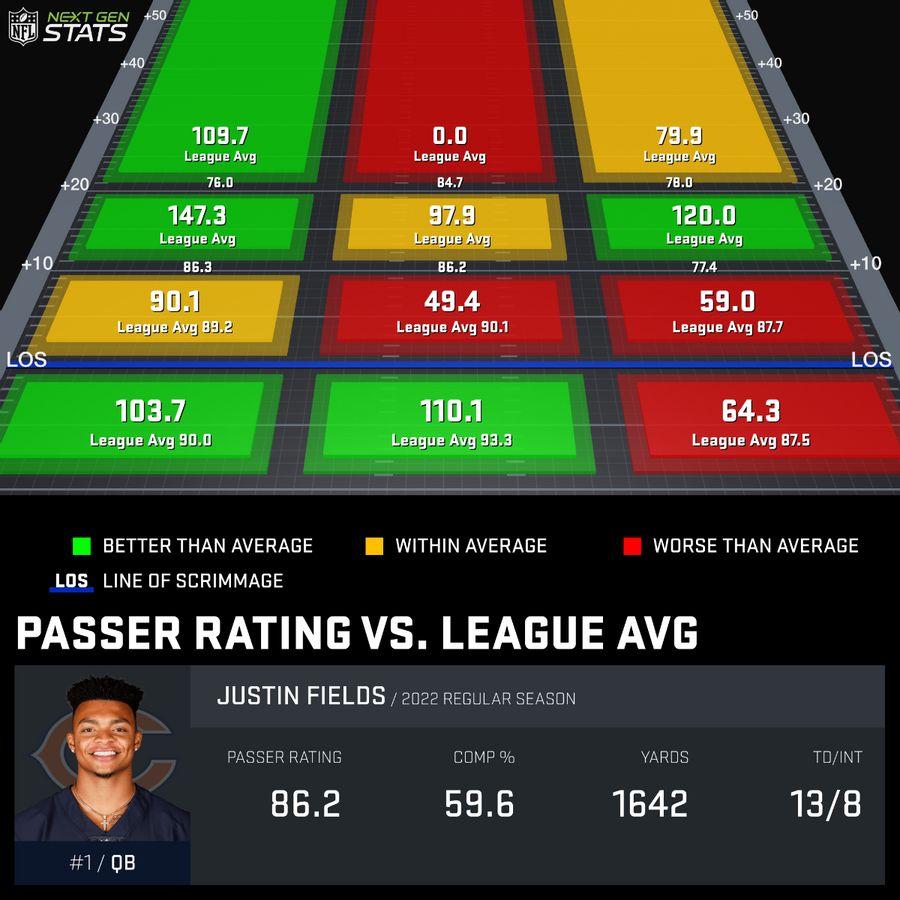 NFL NEXT GEN
STATS
+50 +50
+40 +40
+30 +30
109.7 0.0 79.9
League Avg League Avg League Avg
76.0 84.7 78.0
+20 +20
147.3 97.9 120.0
League Avg League Avg League Avg
86.3 86.2 77.4
+10 +10
90.1 49.4 59.0
League Avg 89.2 League Avg 90.1 League Avg 87.7
LOS LOS
103.7 110.1 64.3
League Avg 90.0 League Avg 93.3 League Avg 87.5
BETTER THAN AVERAGE WITHIN AVERAGE WORSE THAN AVERAGE
LOS LINE OF SCRIMMAGE
PASSER RATING VS. LEAGUE AVG
JUSTIN FIELDS / 2022 REGULAR SEASON
PASSER RATING COMP % YARDS TD/INT
86.2 59.6 1642 13/8
#1 / QB